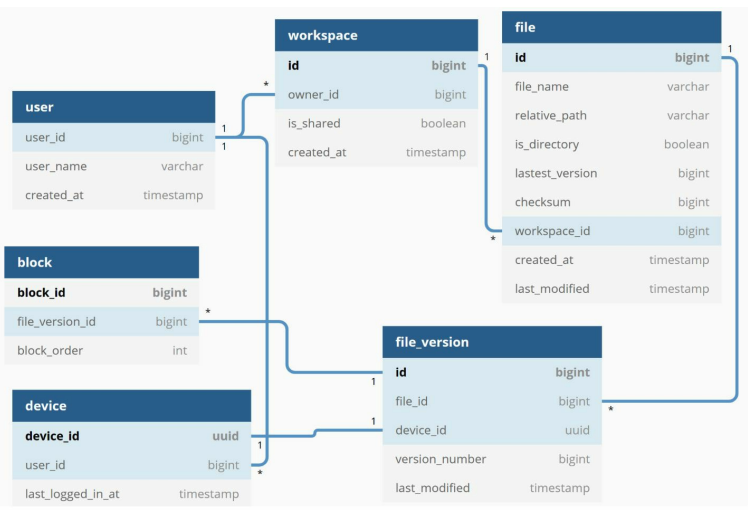 user
user_id bigint
user_name varchar
created_at timestamp
1
1
workspace
id bigint
owner_id bigint
is_shared boolean
created_at timestamp
*
1
file
id bigint
file_name varchar
relative_path varchar
is_directory boolean
lastest_version bigint
checksum bigint
workspace_id bigint
created_at timestamp
last_modified timestamp
1
*
block
block_id bigint
file_version_id bigint
block_order int
*
device
device_id uuid
user_id bigint
last_logged_in_at timestamp
1
*
file_version
id bigint
file_id bigint
device_id uuid
version_number bigint
last_modified timestamp
1
1
*